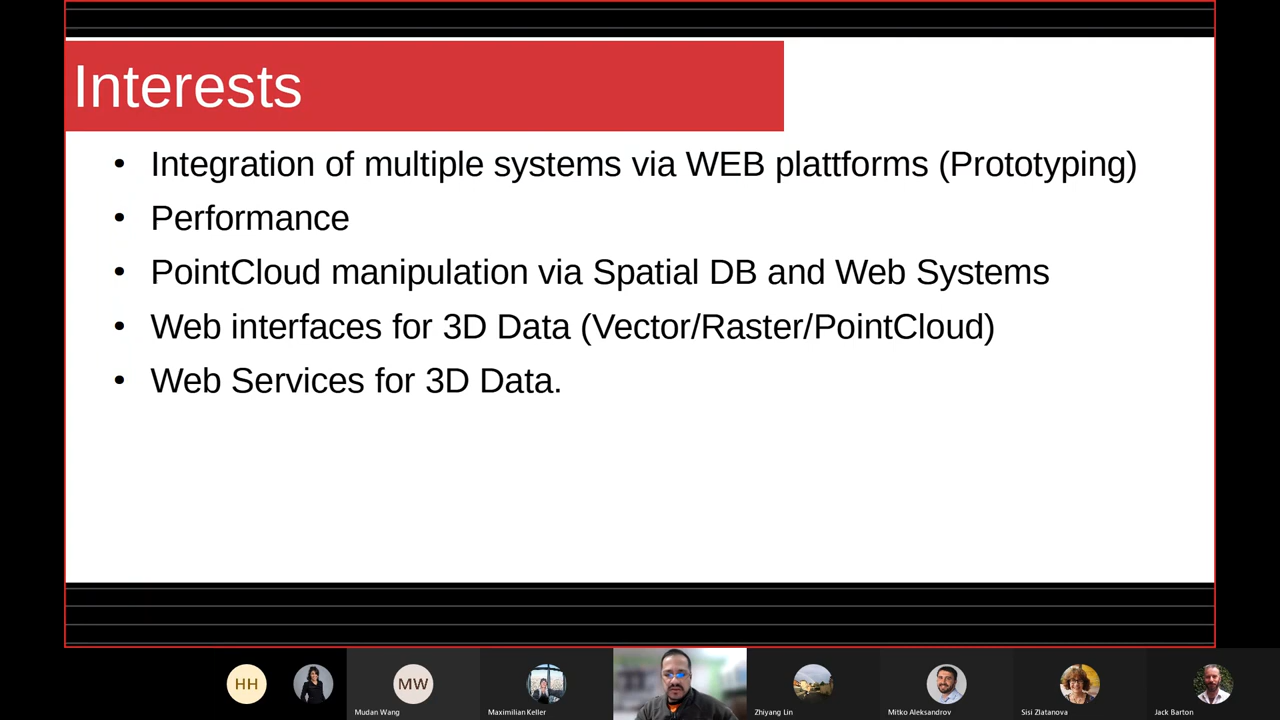 Interests
• Integration of multiple systems via WEB plattforms (Prototyping)
• Performance
• PointCloud manipulation via Spatial DB and Web Systems
• Web interfaces for 3D Data (Vector/Raster/PointCloud)
• Web Services for 3D Data.
HH
MW
Mudan Wang
Maximilian Keller
Zhiyang Lin
Mitko Aleksandrov
Sisi Zlatanova
Jack Barton